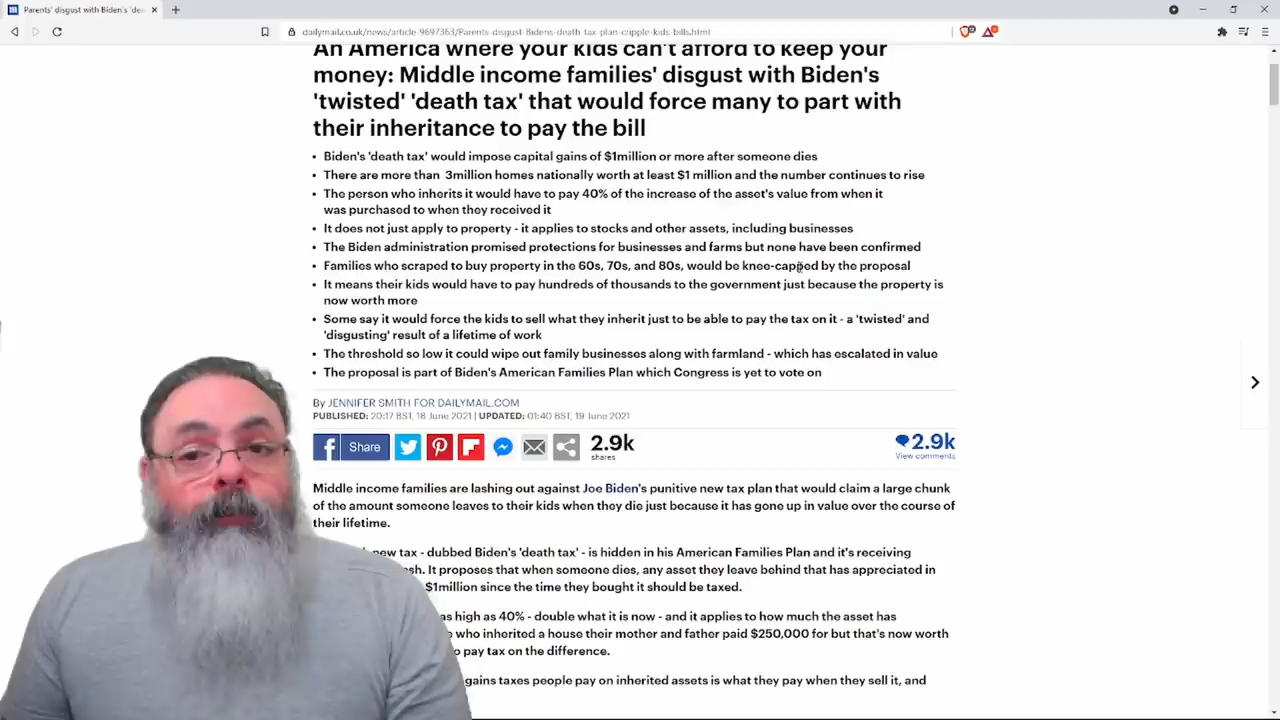 Parents' disgust with Biden's 'dea
dailymail.co.uk/news/article-9697363/Parents-disgust-Bidens-death-tax-plan-cripple-kids-bills.html
An America where your kids can't afford to keep your
money: Middle income families' disgust with Biden's
'twisted' 'death tax' that would force many to part with
their inheritance to pay the bill
• Biden's 'death tax' would impose capital gains of $1million or more after someone dies
• There are more than 3million homes nationally worth at least $1 million and the number continues to rise
• The person who inherits it would have to pay 40% of the increase of the asset's value from when it
was purchased to when they received it
• It does not just apply to property - it applies to stocks and other assets, including businesses
• The Biden administration promised protections for businesses and farms but none have been confirmed
• Families who scraped to buy property in the 60s, 70s, and 80s, would be knee-capped by the proposal
• It means their kids would have to pay hundreds of thousands to the government just because the property is
now worth more
• Some say it would force the kids to sell what they inherit just to be able to pay the tax on it - a 'twisted' and
'disgusting' result of a lifetime of work
• The threshold so low it could wipe out family businesses along with farmland - which has escalated in value
• The proposal is part of Biden's American Families Plan which Congress is yet to vote on
By JENNIFER SMITH FOR DAILYMAIL.COM
PUBLISHED: 20:17 BST, 18 June 2021 | UPDATED: 01:40 BST, 19 June 2021
f Share
2.9k
shares
2.9k
View comments
Middle income families are lashing out against Joe Biden's punitive new tax plan that would claim a large chunk
of the amount someone leaves to their kids when they die just because it has gone up in value over the course of
their lifetime.
new tax - dubbed Biden's 'death tax' - is hidden in his American Families Plan and it's receiving
It proposes that when someone dies, any asset they leave behind that has appreciated in
$1million since the time they bought it should be taxed.
as high as 40% - double what it is now - and it applies to how much the asset has
who inherited a house their mother and father paid $250,000 for but that's now worth
pay tax on the difference.
gains taxes people pay on inherited assets is what they pay when they sell it, and